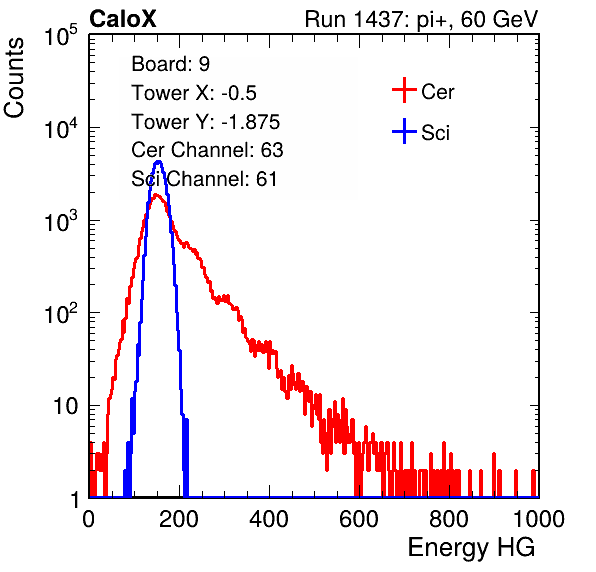 CaloX Run 1437: pi+, 60 GeV
Counts
Board: 9
Tower X: -0.5
Tower Y: -1.875
Cer Channel: 63
Sci Channel: 61
Cer
Sci
10^5
10^4
10^3
10^2
10
1
0 200 400 600 800 1000
Energy HG